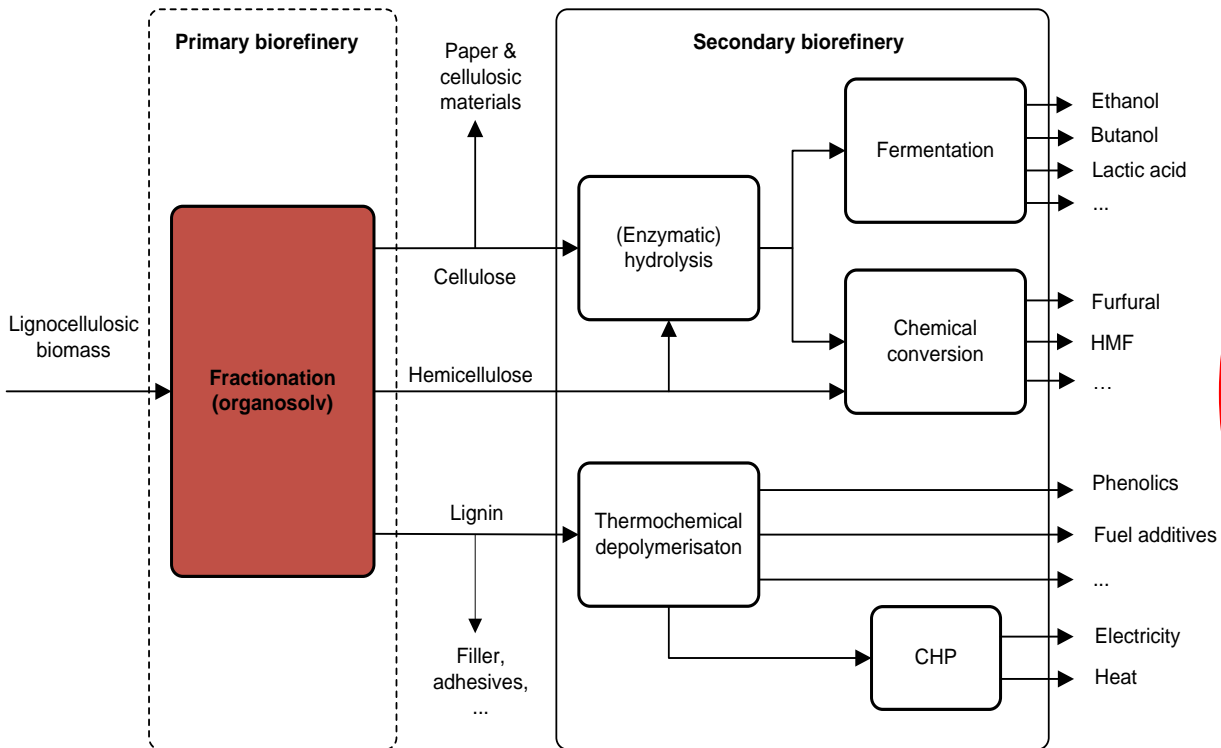 Primary biorefinery
Secondary biorefinery
Paper &
cellulosic
materials
Lignocellulosic
biomass
Fractionation
(organosolv)
Cellulose
Hemicellulose
Lignin
Filler,
adhesives,
...
(Enzymatic)
hydrolysis
Fermentation
Chemical
conversion
Thermochemical
depolymerisaton
CHP
Ethanol
Butanol
Lactic acid
...
Furfural
HMF
...
Phenolics
Fuel additives
...
Electricity
Heat